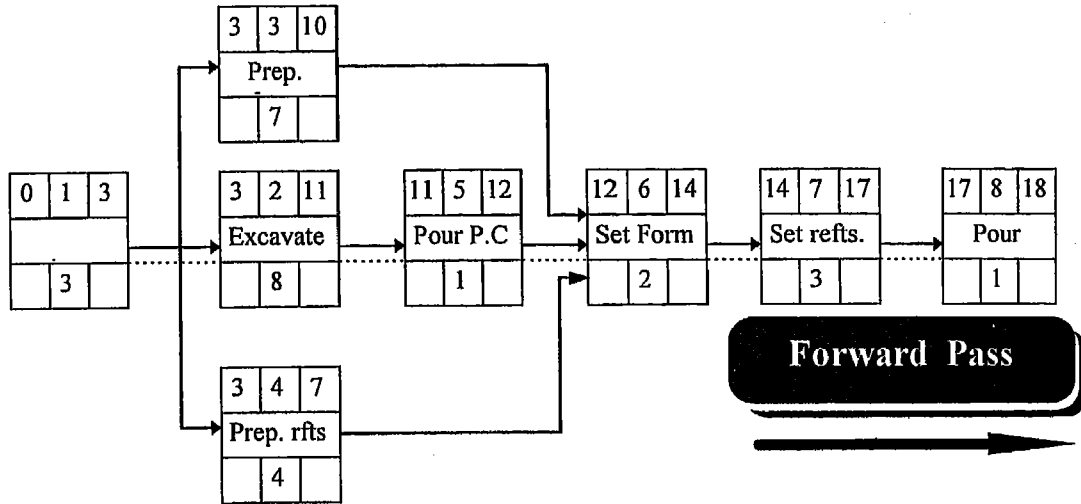 3 3 10
Prep.
7
0 1 3
3
3 2 11
Excavate
8
11 5 12
Pour P.C
1
12 6 14
Set Form
2
14 7 17
Set refts.
3
17 8 18
Pour
1
3 4 7
Prep. rfts
4
Forward Pass